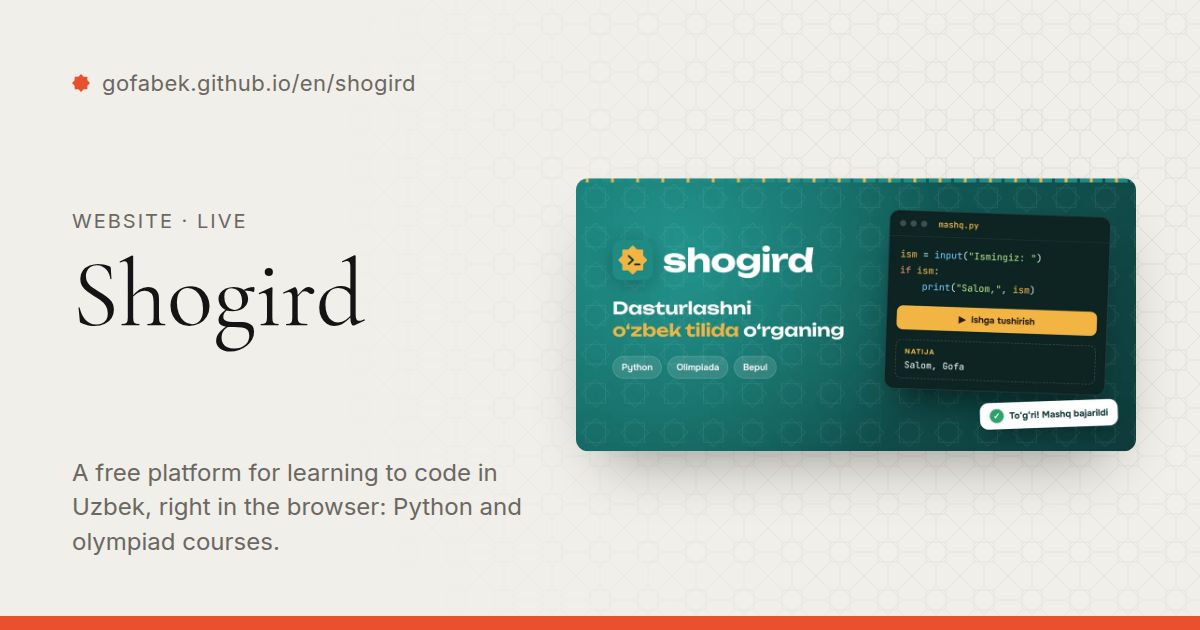 gofabek.github.io/en/shogird
WEBSITE · LIVE
Shogird
A free platform for learning to code in
Uzbek, right in the browser: Python and
olympiad courses.
shogird
Dasturlashni
o‘zbek tilida o‘rganing
Python Olimpiada Bepul
mashq.py
ism = input("Ismingiz: ")
if ism:
    print("Salom,", ism)
▶ Ishga tushirish
NATIJA
Salom, Gofa
✓ To‘g‘ri! Mashq bajarildi